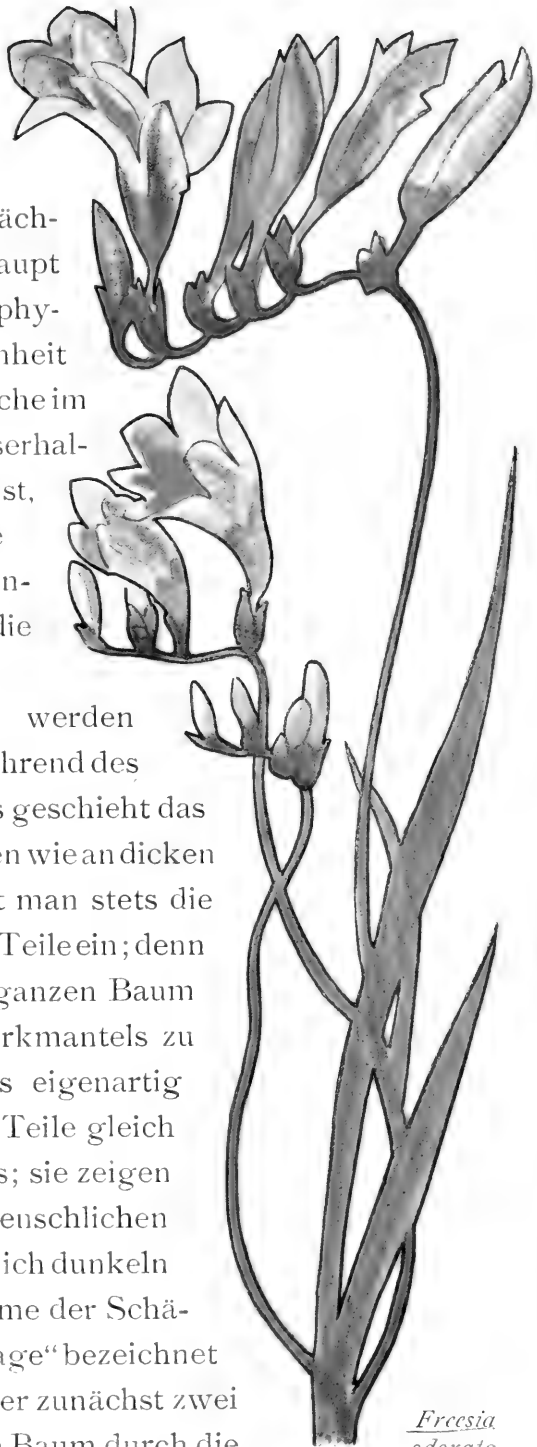 äch-
aupt
phy-
nheit
che im
serhal-
st,
e
n-
die
werden
hrend des
s geschieht das
en wie an dicken
t man stets die
Teile ein; denn
ganzen Baum
rkmantels zu
s eigenartig
Teile gleich
s; sie zeigen
enschlichen
ich dunkeln
me der Schä-
age“ bezeichnet
er zunächst zwei
Baum durch die
Freesia
odorata